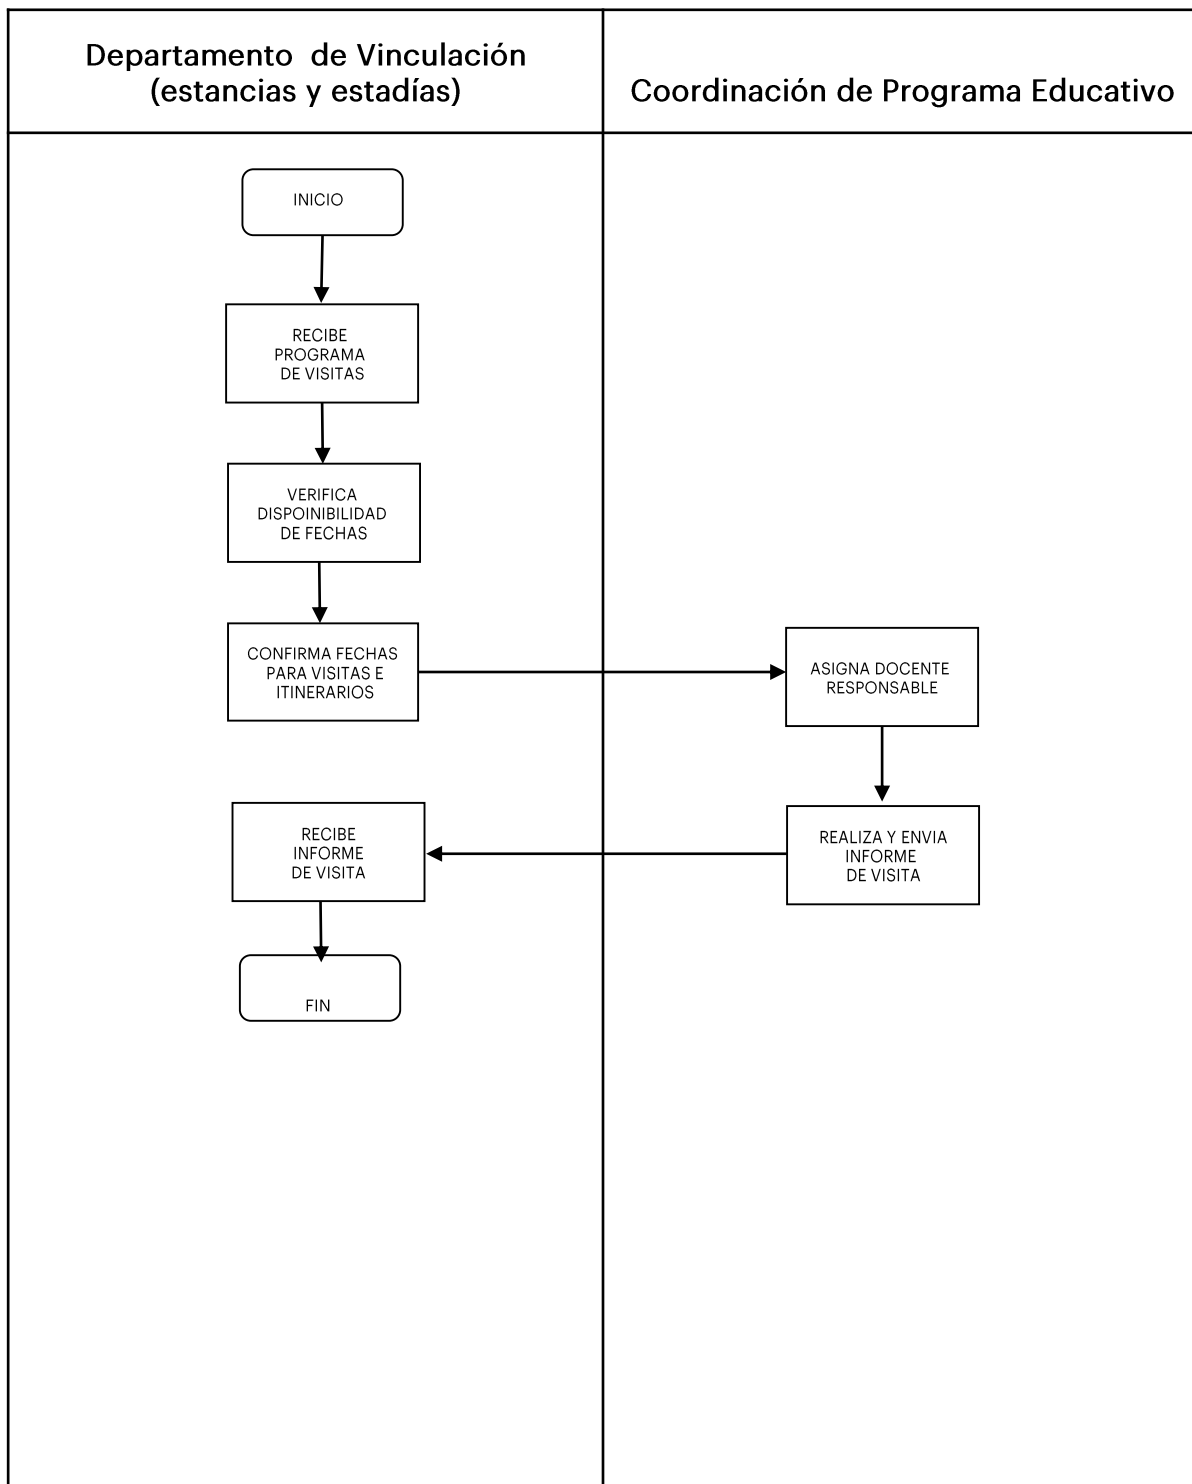 Departamento  de Vinculación
(estancias y estadías)
Coordinación de Programa Educativo
INICIO
RECIBE
PROGRAMA
DE VISITAS
VERIFICA
DISPOINIBILIDAD
DE FECHAS
CONFIRMA FECHAS
PARA VISITAS E
ITINERARIOS
ASIGNA DOCENTE
RESPONSABLE
REALIZA Y ENVIA
INFORME
DE VISITA
RECIBE
INFORME
DE VISITA
FIN